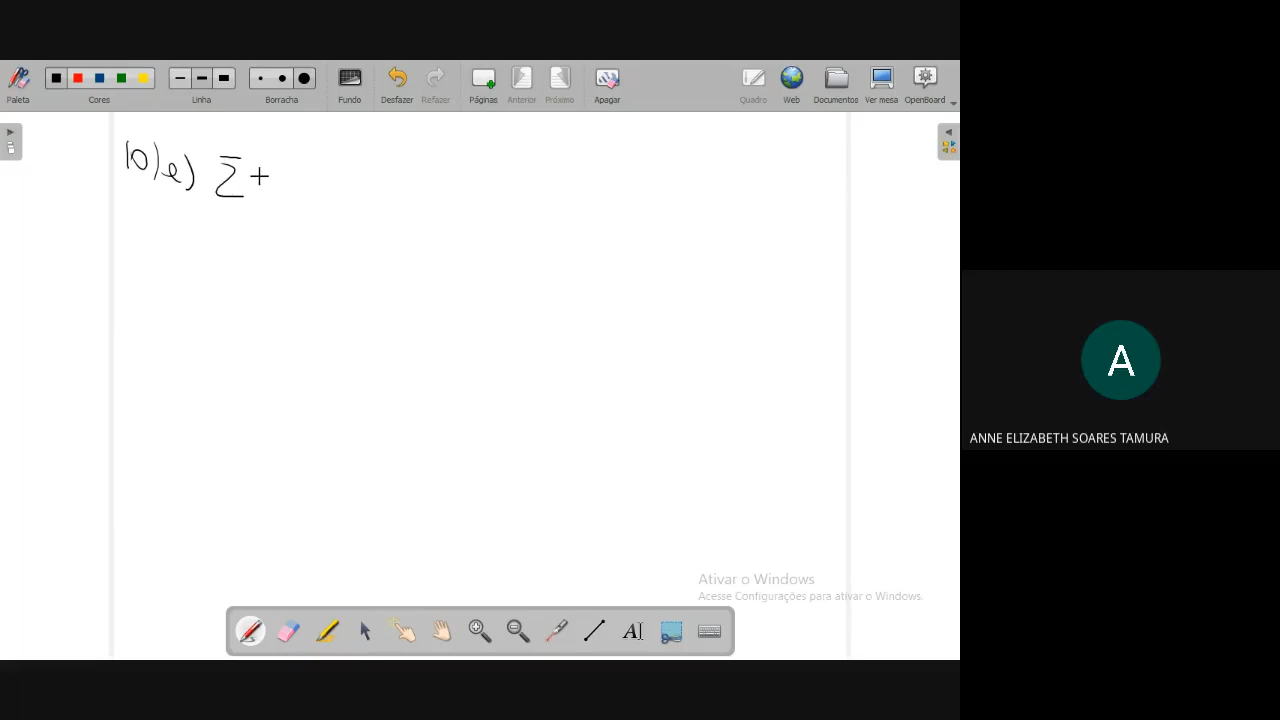 Paleta Cores Linha Borracha Fundo Desfazer Refazer Páginas Anterior Próximo Apagar Quadro Web Documentos Ver mesa OpenBoard
10) e) Σ +
A
ANNE ELIZABETH SOARES TAMURA
Ativar o Windows
Acesse Configurações para ativar o Windows.
A